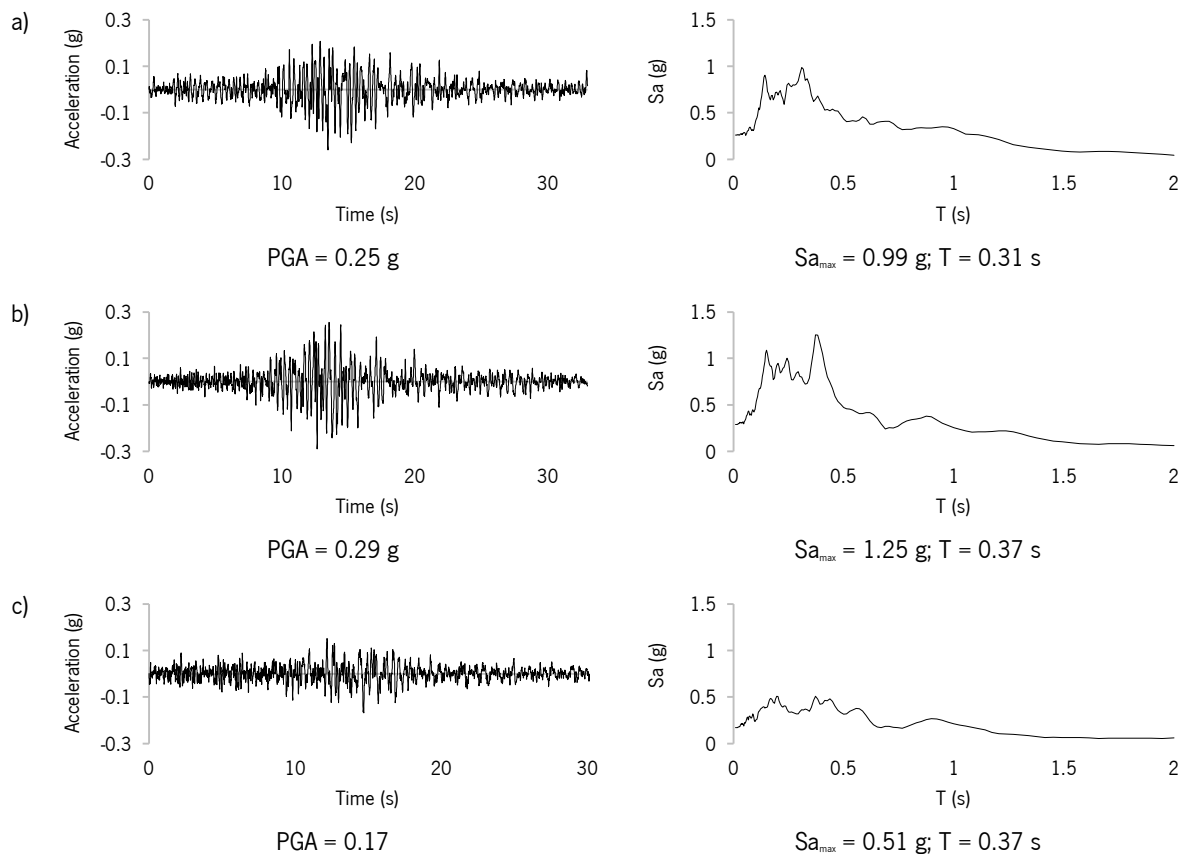 a)
Acceleration (g)
0.3
0.1
-0.1
-0.3
0 10 20 30
Time (s)
PGA = 0.25 g
Sa (g)
1.5
1
0.5
0
0 0.5 1 1.5 2
T (s)
Samax = 0.99 g; T = 0.31 s
b)
Acceleration (g)
0.3
0.1
-0.1
-0.3
0 10 20 30
Time (s)
PGA = 0.29 g
Sa (g)
1.5
1
0.5
0
0 0.5 1 1.5 2
T (s)
Samax = 1.25 g; T = 0.37 s
c)
Acceleration (g)
0.3
0.1
-0.1
-0.3
0 10 20 30
Time (s)
PGA = 0.17
Sa (g)
1.5
1
0.5
0
0 0.5 1 1.5 2
T (s)
Samax = 0.51 g; T = 0.37 s